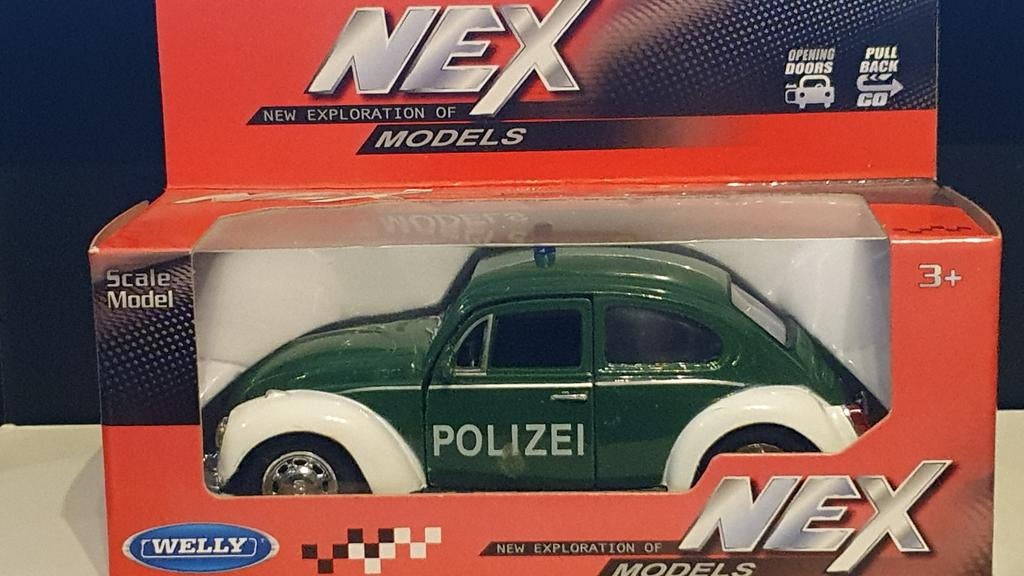 NEX
NEW EXPLORATION OF
MODELS
OPENING
DOORS
PULL
BACK
GO
MODELS
Scale
Model
3+
POLIZEI
WELLY
NEX
NEW EXPLORATION OF
MODELS